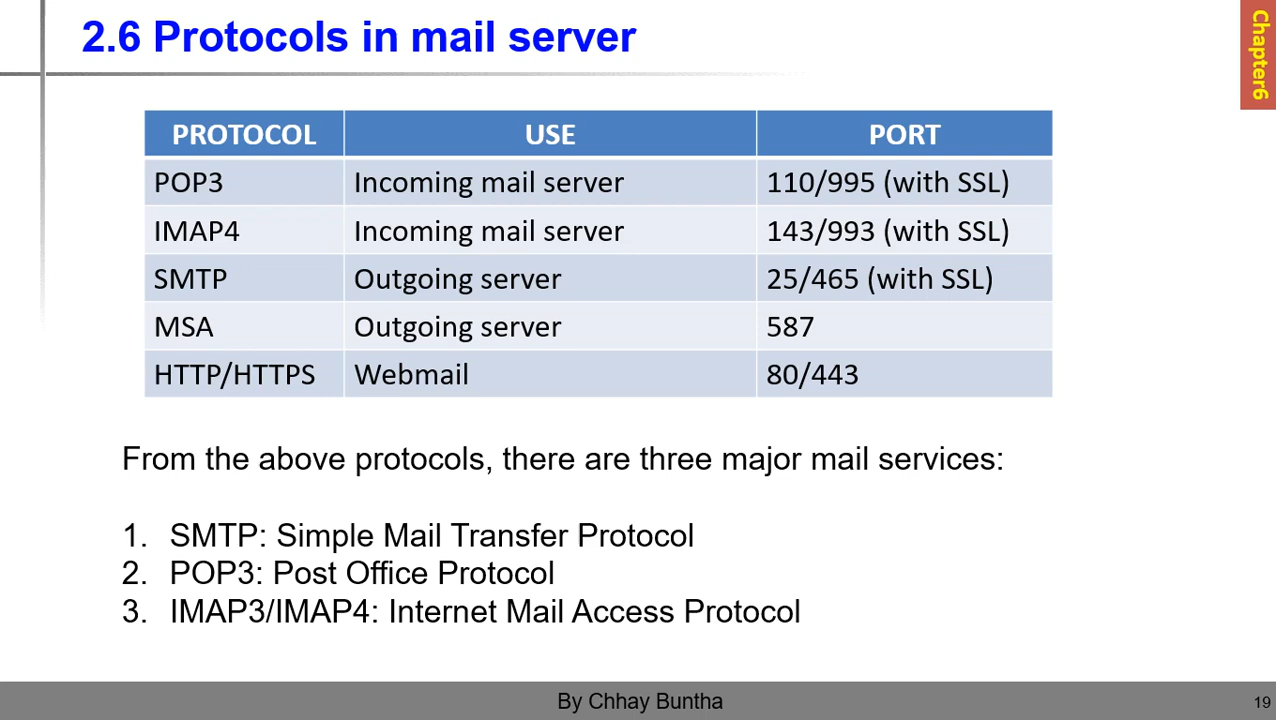 2.6 Protocols in mail server
Chapter6
PROTOCOL USE PORT
POP3 Incoming mail server 110/995 (with SSL)
IMAP4 Incoming mail server 143/993 (with SSL)
SMTP Outgoing server 25/465 (with SSL)
MSA Outgoing server 587
HTTP/HTTPS Webmail 80/443
From the above protocols, there are three major mail services:
1. SMTP: Simple Mail Transfer Protocol
2. POP3: Post Office Protocol
3. IMAP3/IMAP4: Internet Mail Access Protocol
By Chhay Buntha
19